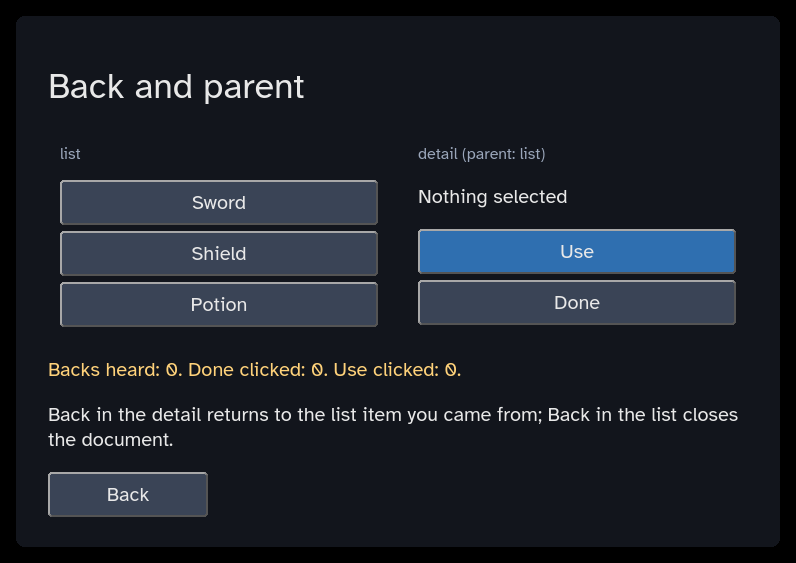 Back and parent
list
Sword
Shield
Potion
detail (parent: list)
Nothing selected
Use
Done
Backs heard: 0. Done clicked: 0. Use clicked: 0.
Back in the detail returns to the list item you came from; Back in the list closes
the document.
Back